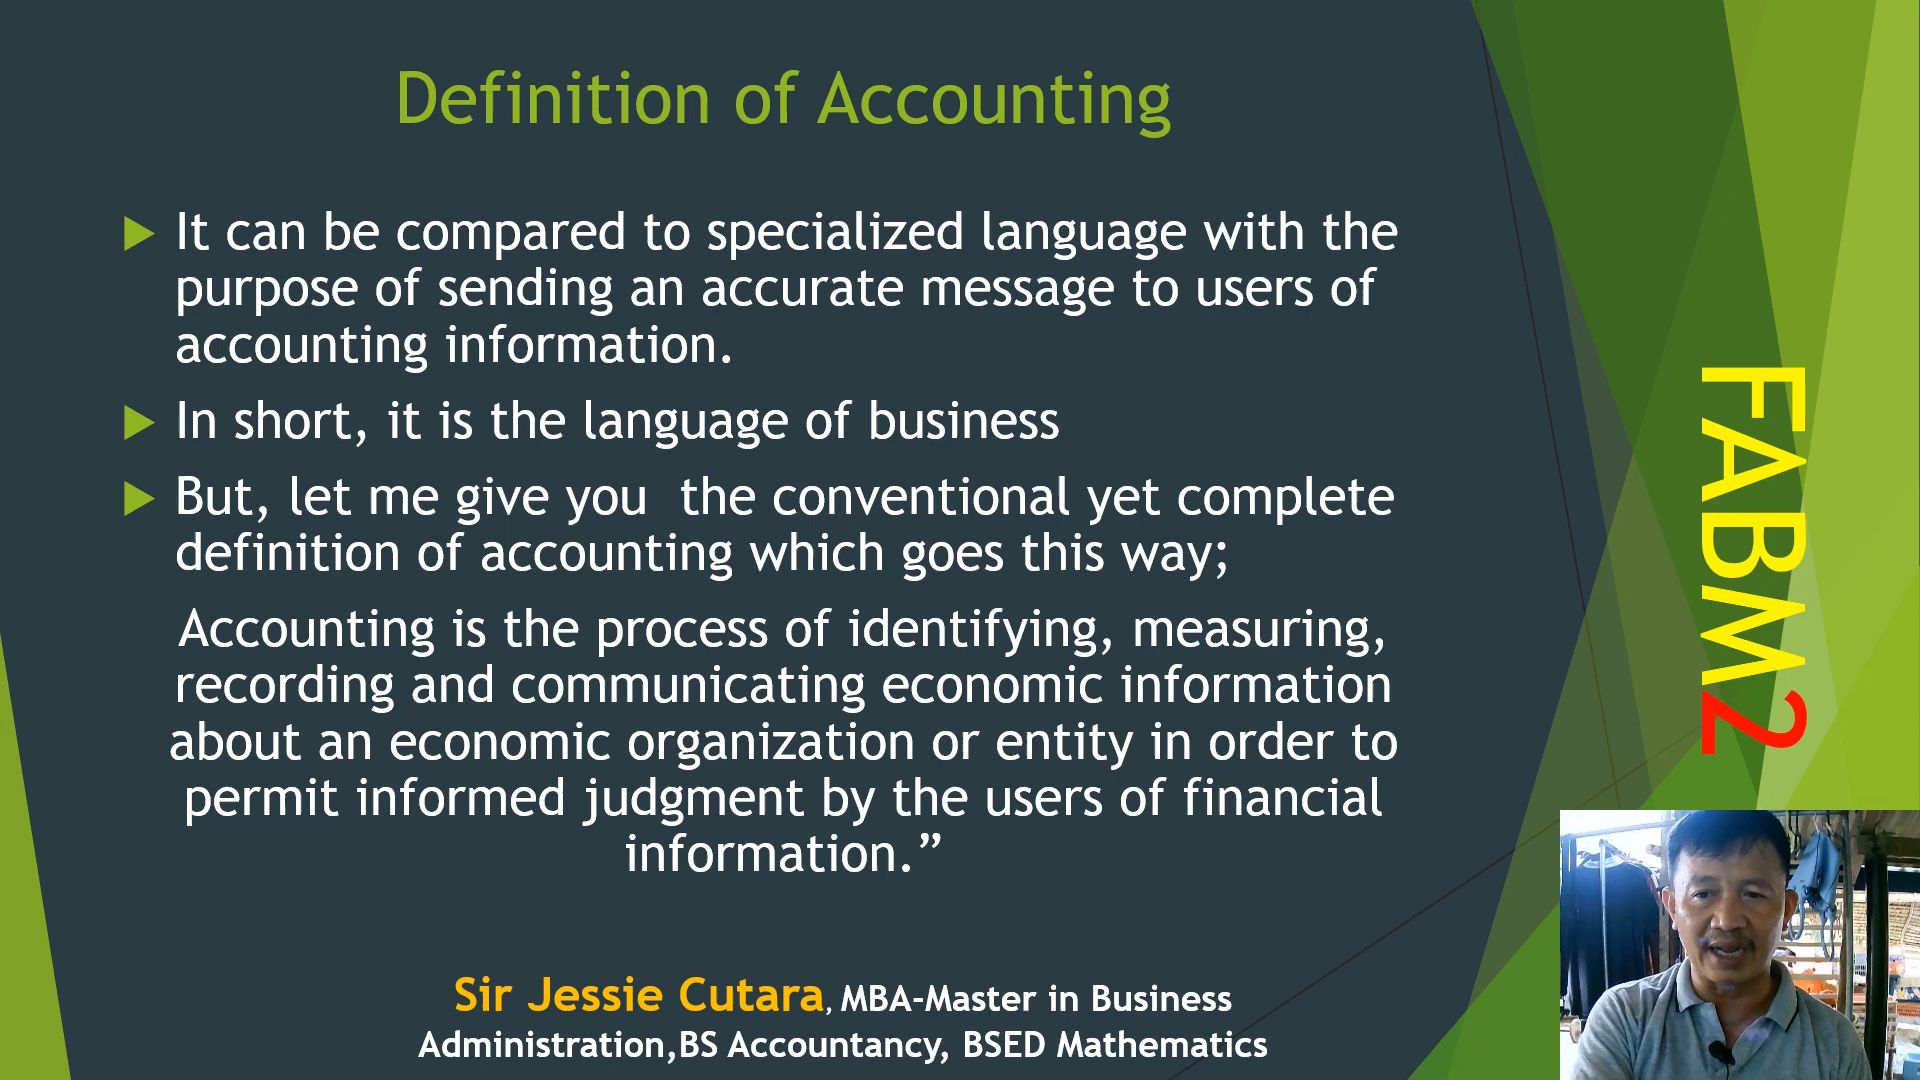 Definition of Accounting
It can be compared to specialized language with the
purpose of sending an accurate message to users of
accounting information.
In short, it is the language of business
But, let me give you  the conventional yet complete
definition of accounting which goes this way;
Accounting is the process of identifying, measuring,
recording and communicating economic information
about an economic organization or entity in order to
permit informed judgment by the users of financial
information.”
FABM2
Sir Jessie Cutara, MBA-Master in Business
Administration,BS Accountancy, BSED Mathematics